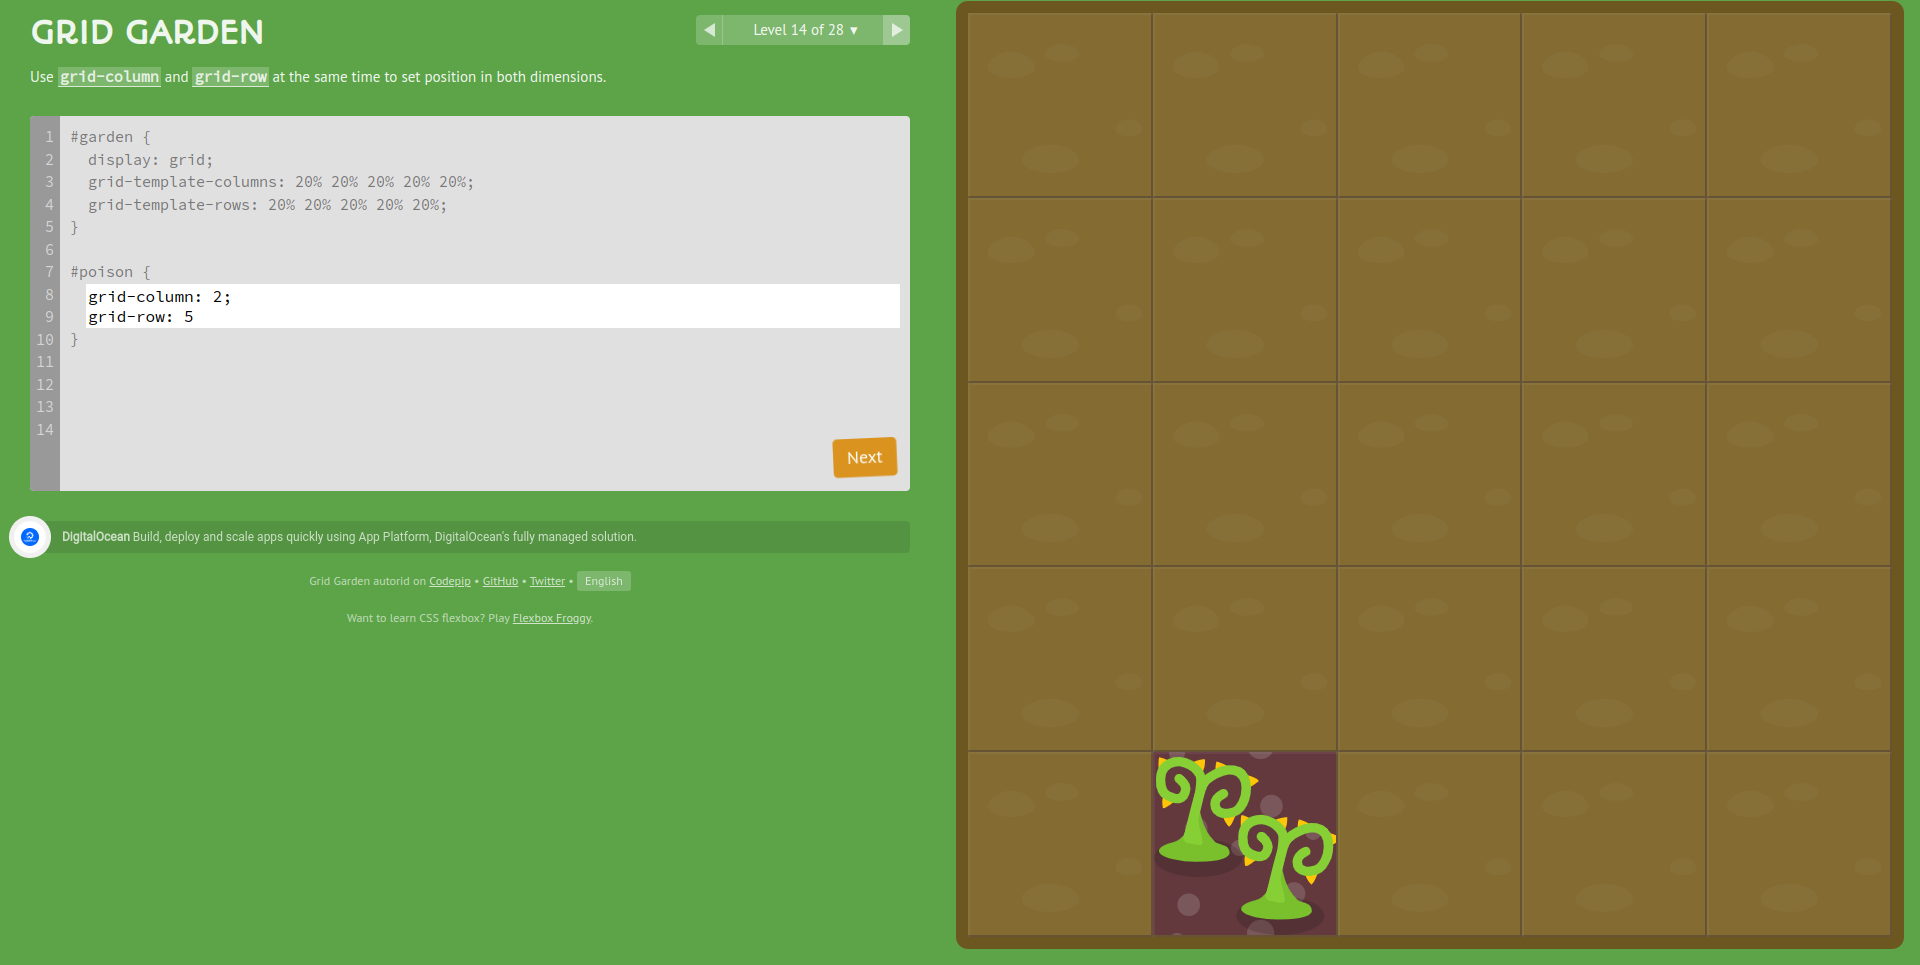 GRID GARDEN
Level 14 of 28 ▾
Use grid-column and grid-row at the same time to set position in both dimensions.
1 #garden {
2 display: grid;
3 grid-template-columns: 20% 20% 20% 20% 20%;
4 grid-template-rows: 20% 20% 20% 20% 20%;
5 }
6
7 #poison {
8 grid-column: 2;
9 grid-row: 5
10 }
11
12
13
14
Next
DigitalOcean Build, deploy and scale apps quickly using App Platform, DigitalOcean's fully managed solution.
Grid Garden autorid on Codepip • GitHub • Twitter • English
Want to learn CSS flexbox? Play Flexbox Froggy.